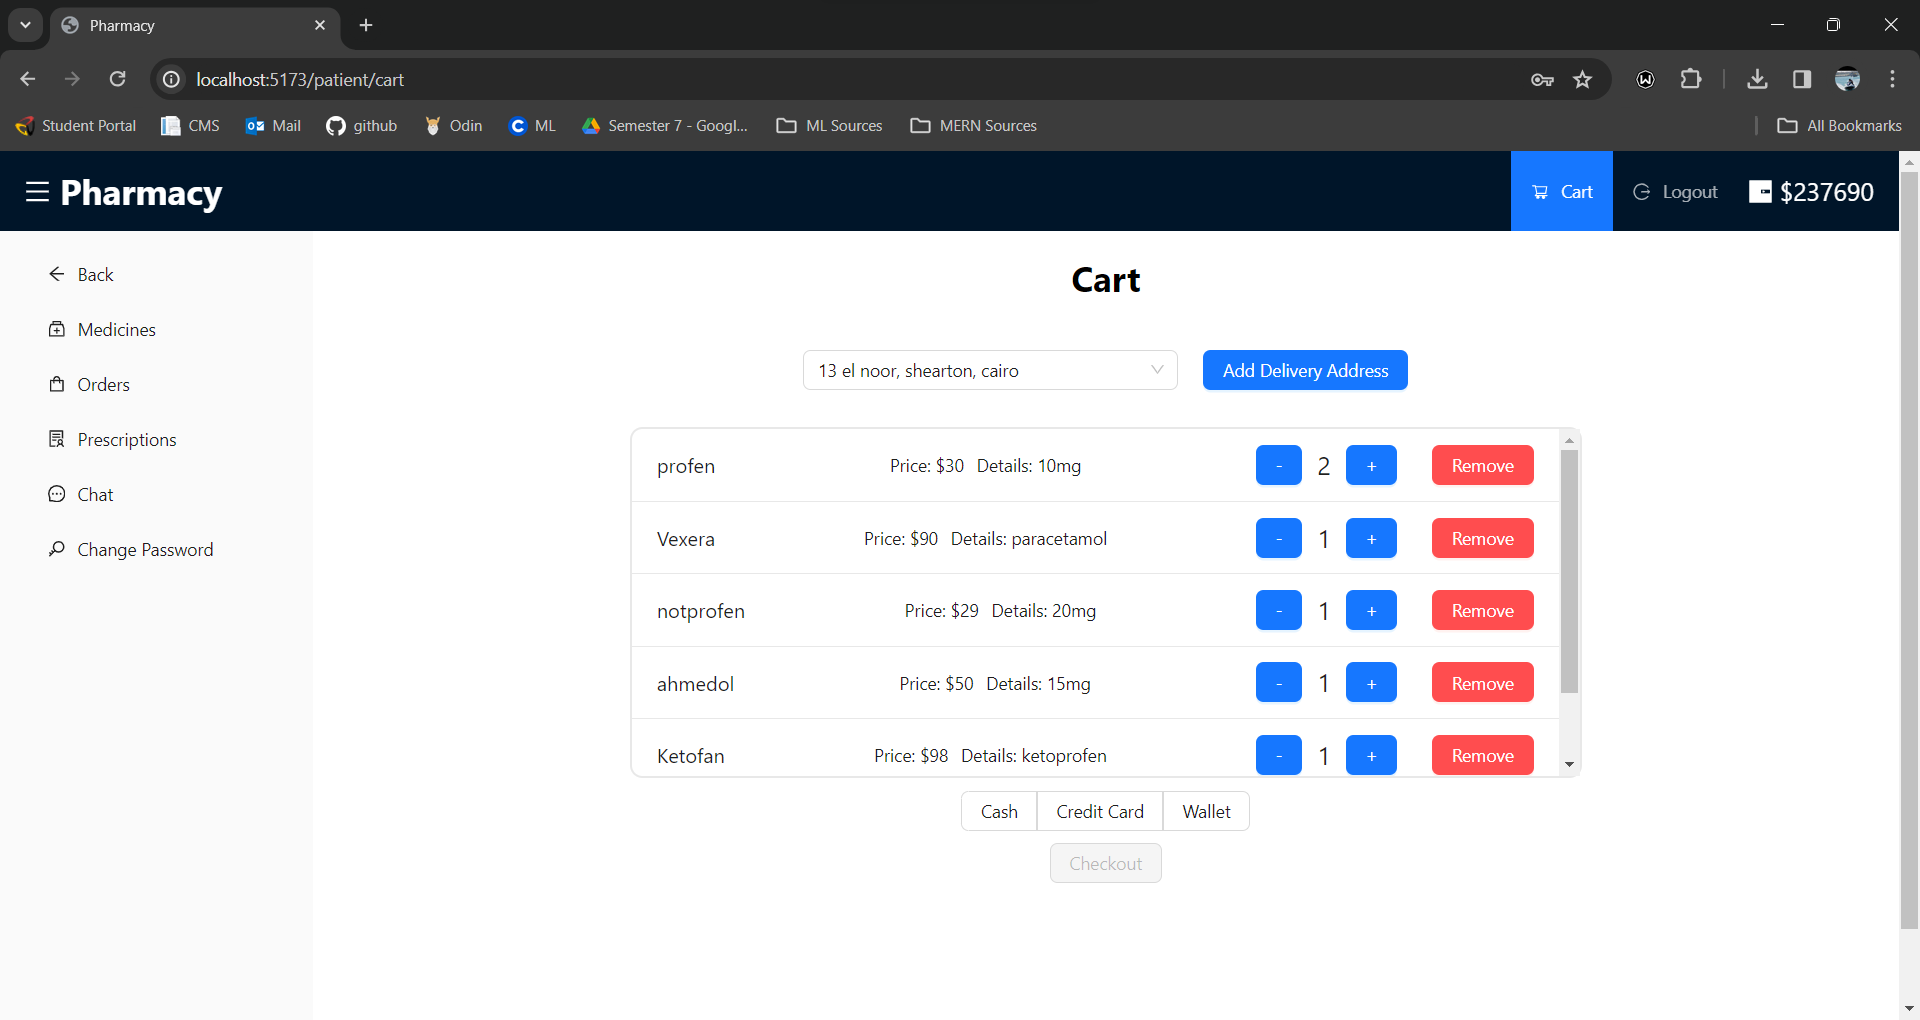 Pharmacy
localhost:5173/patient/cart
Student Portal CMS Mail github Odin ML Semester 7 - Googl... ML Sources MERN Sources All Bookmarks
Pharmacy Cart Logout $237690
Back
Medicines
Orders
Prescriptions
Chat
Change Password
Cart
13 el noor, shearton, cairo Add Delivery Address
profen Price: $30 Details: 10mg - 2 + Remove
Vexera Price: $90 Details: paracetamol - 1 + Remove
notprofen Price: $29 Details: 20mg - 1 + Remove
ahmedol Price: $50 Details: 15mg - 1 + Remove
Ketofan Price: $98 Details: ketoprofen - 1 + Remove
Cash Credit Card Wallet
Checkout